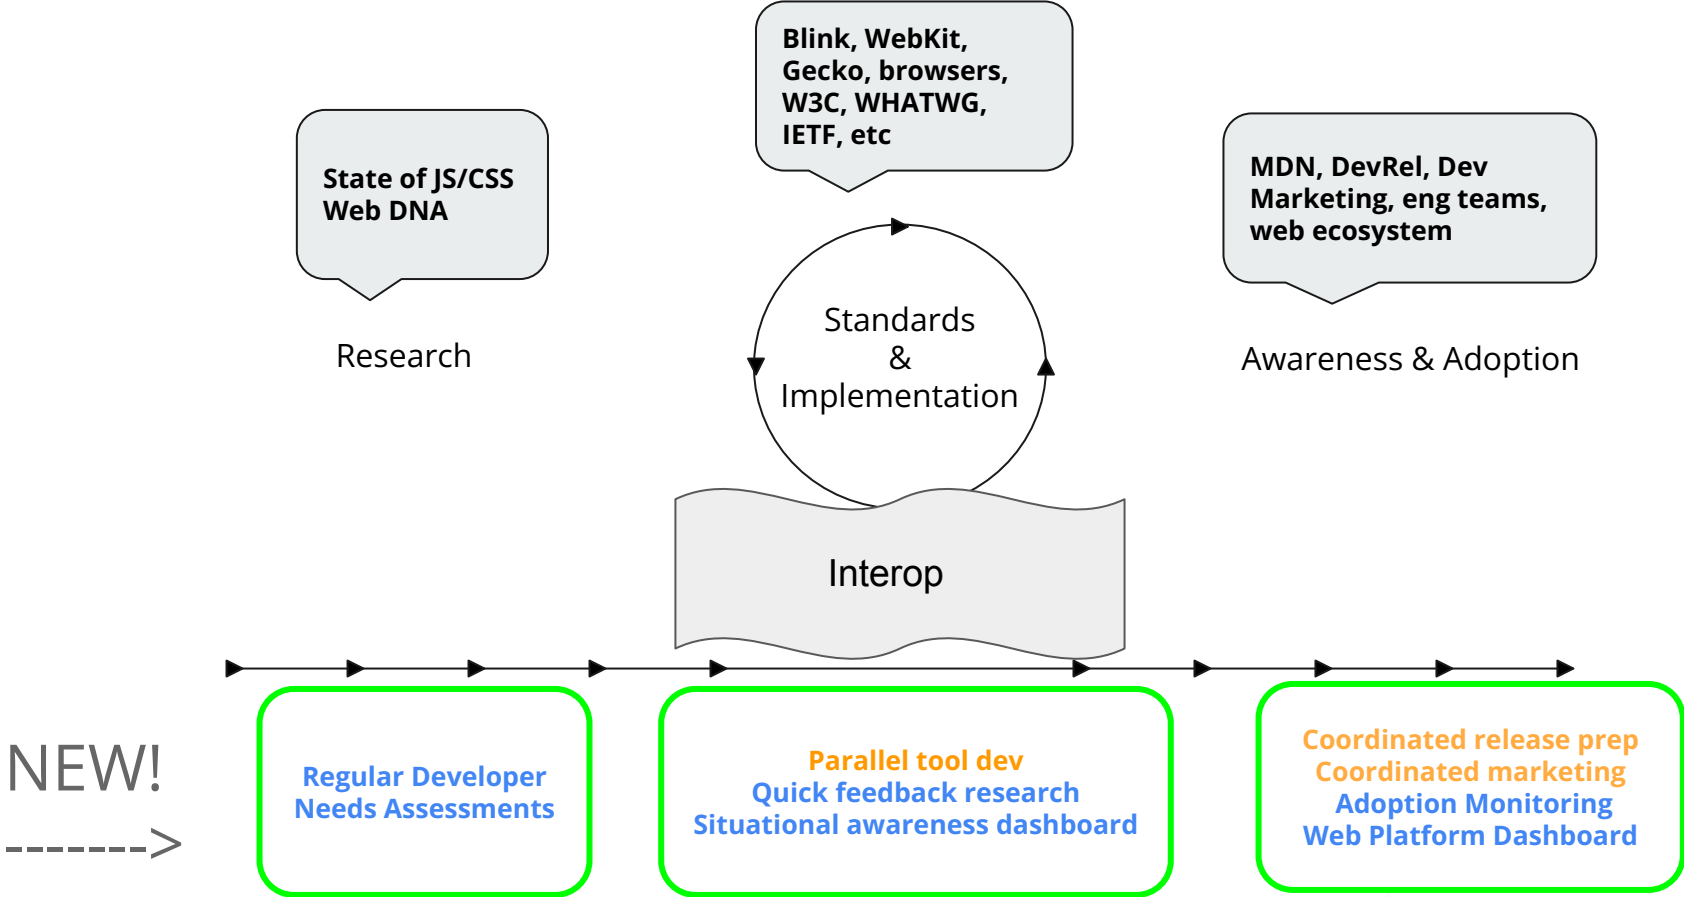 Blink, WebKit,
Gecko, browsers,
W3C, WHATWG,
IETF, etc
State of JS/CSS
Web DNA
MDN, DevRel, Dev
Marketing, eng teams,
web ecosystem
Research
Standards
&
Implementation
Awareness & Adoption
Interop
NEW!
------->
Regular Developer
Needs Assessments
Parallel tool dev
Quick feedback research
Situational awareness dashboard
Coordinated release prep
Coordinated marketing
Adoption Monitoring
Web Platform Dashboard